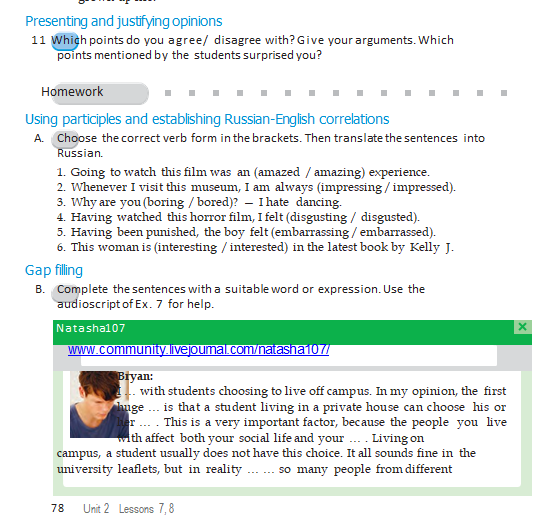 Presenting and justifying opinions
11 Which points do you agree/ disagree with? Give your arguments. Which
points mentioned by the students surprised you?
Homework
Using participles and establishing Russian-English correlations
A. Choose the correct verb form in the brackets. Then translate the sentences into
Russian.
1. Going to watch this film was an (amazed / amazing) experience.
2. Whenever I visit this museum, I am always (impressing / impressed).
3. Why are you (boring / bored)? — I hate dancing.
4. Having watched this horror film, I felt (disgusting / disgusted).
5. Having been punished, the boy felt (embarrassing / embarrassed).
6. This woman is (interesting / interested) in the latest book by Kelly J.
Gap filling
B. Complete the sentences with a suitable word or expression. Use the
audioscript of Ex. 7 for help.
Natasha107
www.community.livejournal.com/natasha107/
Bryan:
I ... with students choosing to live off campus. In my opinion, the first
huge ... is that a student living in a private house can choose his or
her ... . This is a very important factor, because the people you live
with affect both your social life and your ... . Living on
campus, a student usually does not have this choice. It all sounds fine in the
university leaflets, but in reality ... ... so many people from different
78 Unit 2 Lessons 7, 8